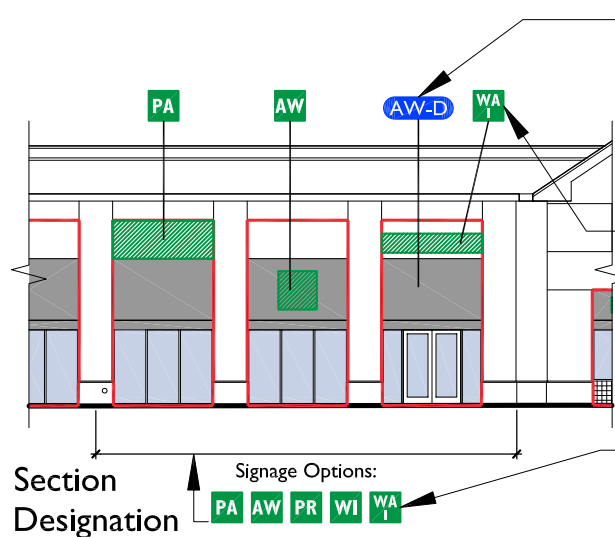 PA AW AW-D WA
I
Signage Options:
Section
Designation
PA AW PR WI WA
I